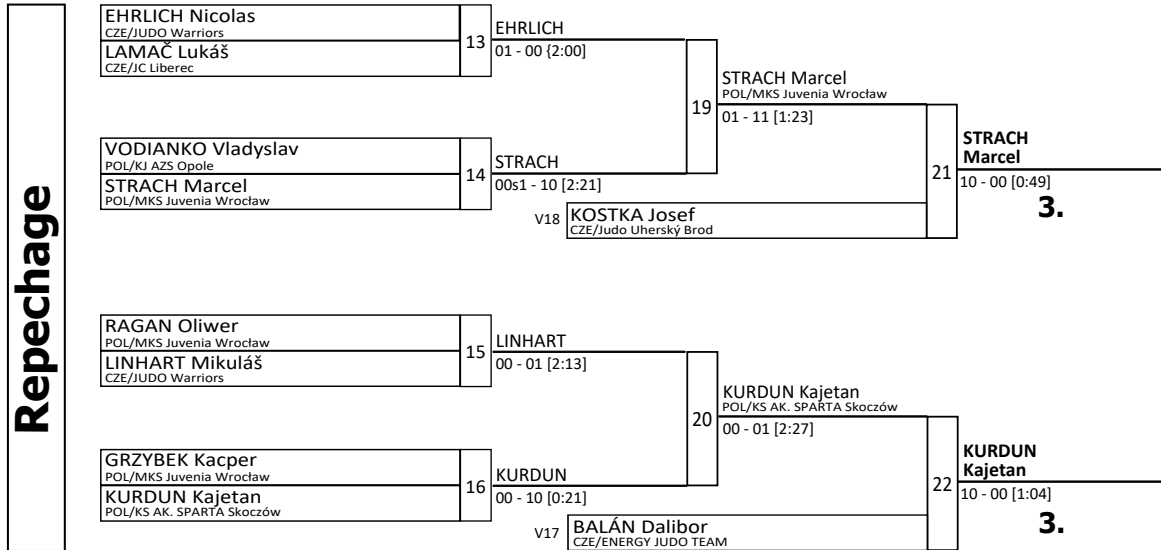 Repechage
EHRLICH Nicolas
CZE/JUDO Warriors
LAMAČ Lukáš
CZE/JC Liberec
13
EHRLICH
01 - 00 {2:00]
VODIANKO Vladyslav
POL/KJ AZS Opole
STRACH Marcel
POL/MKS Juvenia Wrocław
14
STRACH
00s1 - 10 [2:21]
19
STRACH Marcel
POL/MKS Juvenia Wrocław
01 - 11 [1:23]
V18
KOSTKA Josef
CZE/Judo Uherský Brod
21
STRACH
Marcel
10 - 00 [0:49]
3.
RAGAN Oliwer
POL/MKS Juvenia Wrocław
LINHART Mikuláš
CZE/JUDO Warriors
15
LINHART
00 - 01 [2:13]
GRZYBEK Kacper
POL/MKS Juvenia Wrocław
KURDUN Kajetan
POL/KS AK. SPARTA Skoczów
16
KURDUN
00 - 10 [0:21]
20
KURDUN Kajetan
POL/KS AK. SPARTA Skoczów
00 - 01 [2:27]
V17
BALÁN Dalibor
CZE/ENERGY JUDO TEAM
22
KURDUN
Kajetan
10 - 00 [1:04]
3.